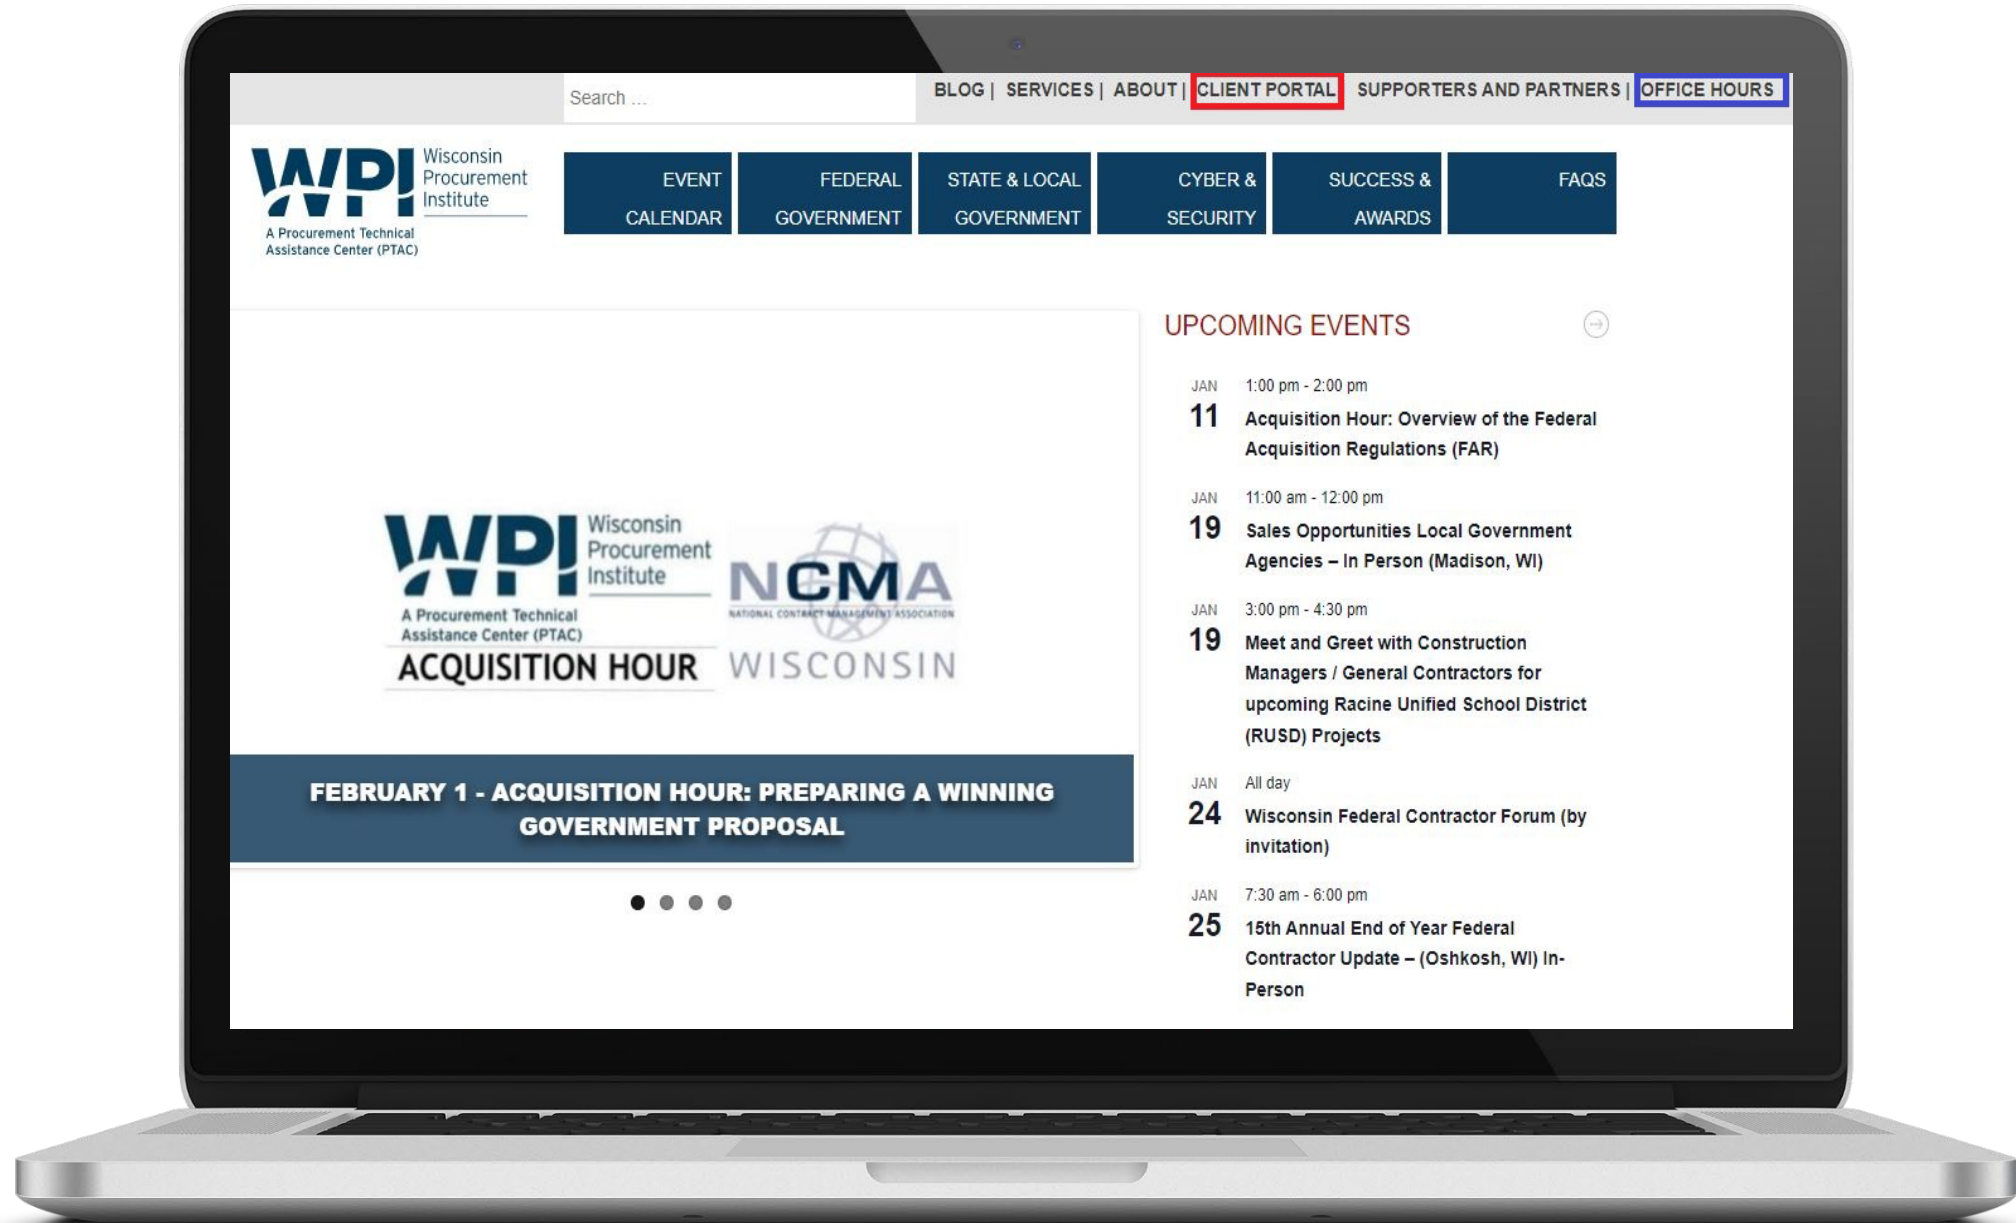 Search ...
BLOG | SERVICES | ABOUT | CLIENT PORTAL SUPPORTERS AND PARTNERS | OFFICE HOURS
WPI
Wisconsin
Procurement
Institute
A Procurement Technical
Assistance Center (PTAC)
EVENT
CALENDAR
FEDERAL
GOVERNMENT
STATE & LOCAL
GOVERNMENT
CYBER &
SECURITY
SUCCESS &
AWARDS
FAQS
WPI
Wisconsin
Procurement
Institute
A Procurement Technical
Assistance Center (PTAC)
ACQUISITION HOUR
NCMA
NATIONAL CONTRACT MANAGEMENT ASSOCIATION
WISCONSIN
FEBRUARY 1 - ACQUISITION HOUR: PREPARING A WINNING
GOVERNMENT PROPOSAL
UPCOMING EVENTS
JAN 1:00 pm - 2:00 pm
11 Acquisition Hour: Overview of the Federal
Acquisition Regulations (FAR)
JAN 11:00 am - 12:00 pm
19 Sales Opportunities Local Government
Agencies – In Person (Madison, WI)
JAN 3:00 pm - 4:30 pm
19 Meet and Greet with Construction
Managers / General Contractors for
upcoming Racine Unified School District
(RUSD) Projects
JAN All day
24 Wisconsin Federal Contractor Forum (by
invitation)
JAN 7:30 am - 6:00 pm
25 15th Annual End of Year Federal
Contractor Update – (Oshkosh, WI) In-
Person